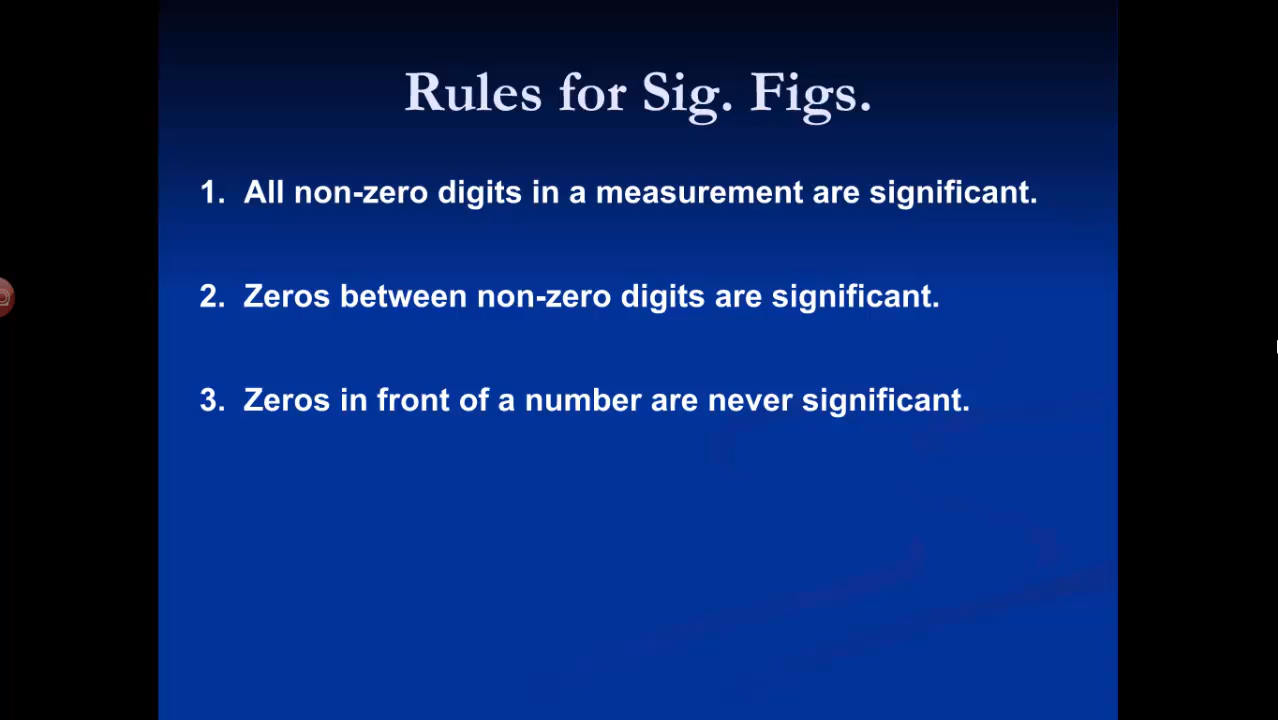 Rules for Sig. Figs.
1. All non-zero digits in a measurement are significant.
2. Zeros between non-zero digits are significant.
3. Zeros in front of a number are never significant.